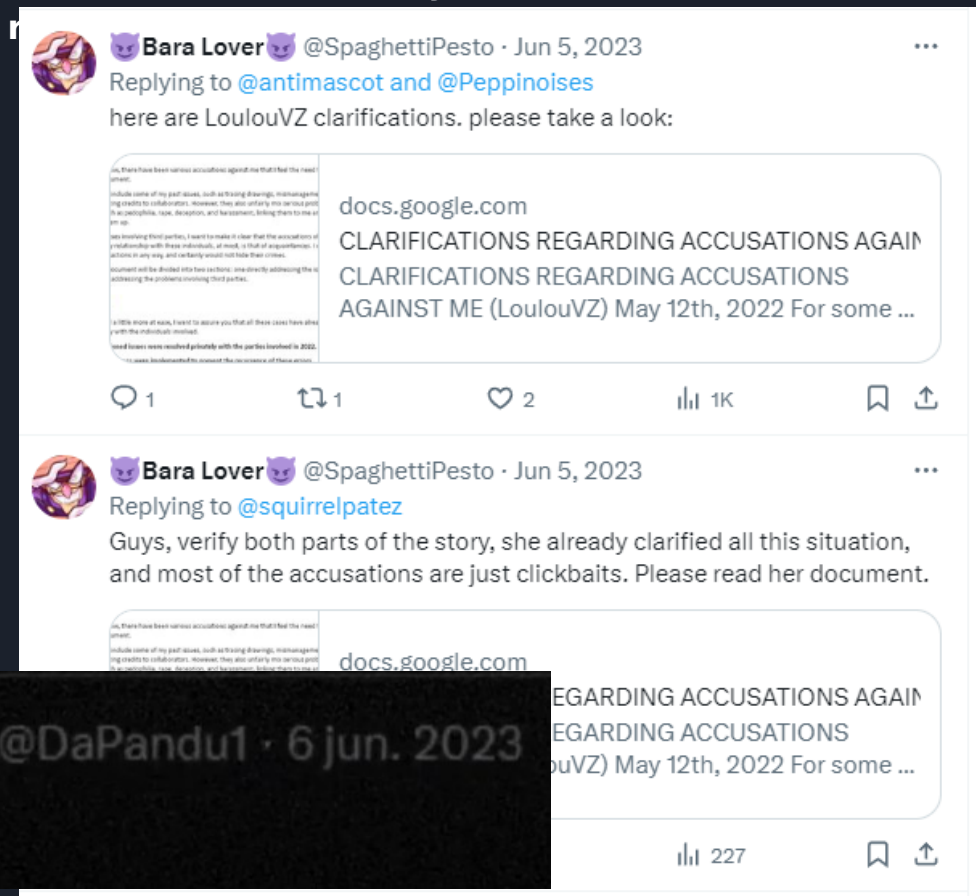 r
😈Bara Lover😈 @SpaghettiPesto · Jun 5, 2023
Replying to @antimascot and @Peppinoises
here are LoulouVZ clarifications. please take a look:
docs.google.com
CLARIFICATIONS REGARDING ACCUSATIONS AGAIN
CLARIFICATIONS REGARDING ACCUSATIONS
AGAINST ME (LoulouVZ) May 12th, 2022 For some ...
1 1 2 1K
😈Bara Lover😈 @SpaghettiPesto · Jun 5, 2023
Replying to @squirrelpatez
Guys, verify both parts of the story, she already clarified all this situation,
and most of the accusations are just clickbaits. Please read her document.
docs.google.com
EGARDING ACCUSATIONS AGAIN
EGARDING ACCUSATIONS
ouVZ) May 12th, 2022 For some ...
@DaPandu1 · 6 jun. 2023
227